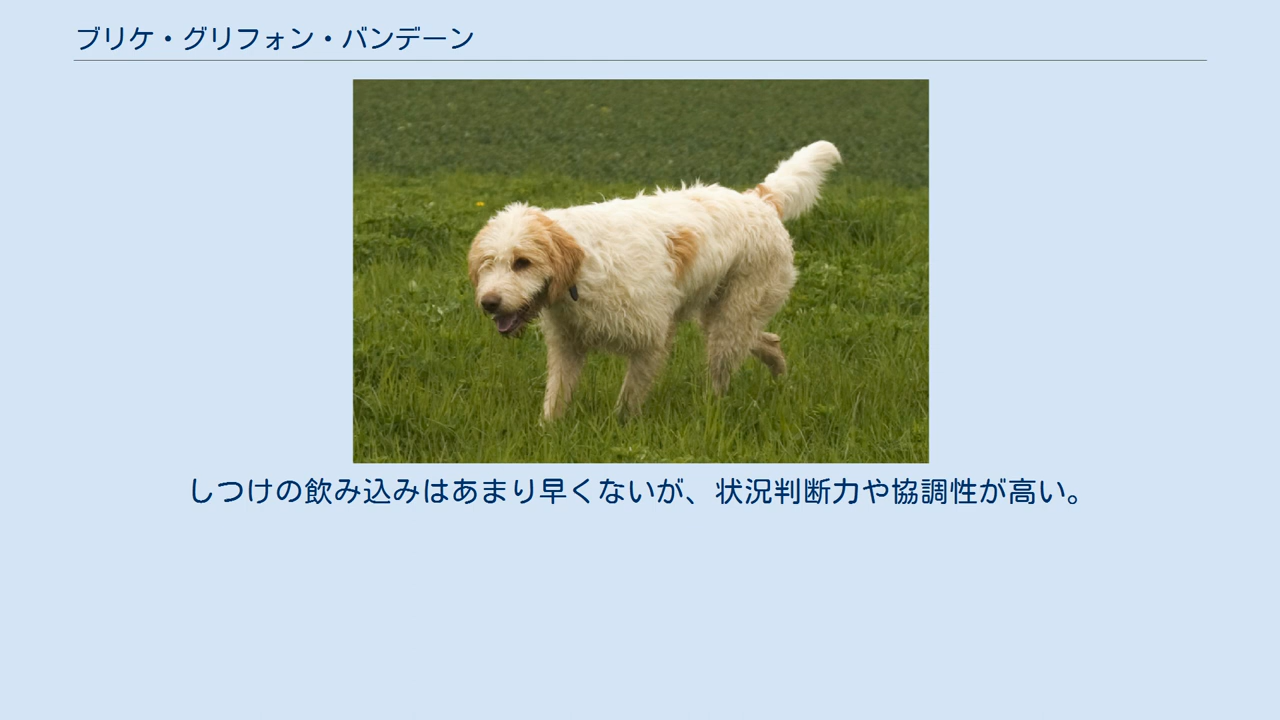 ブリケ・グリフォン・バンデーン
しつけの飲み込みはあまり早くないが、状況判断力や協調性が高い。